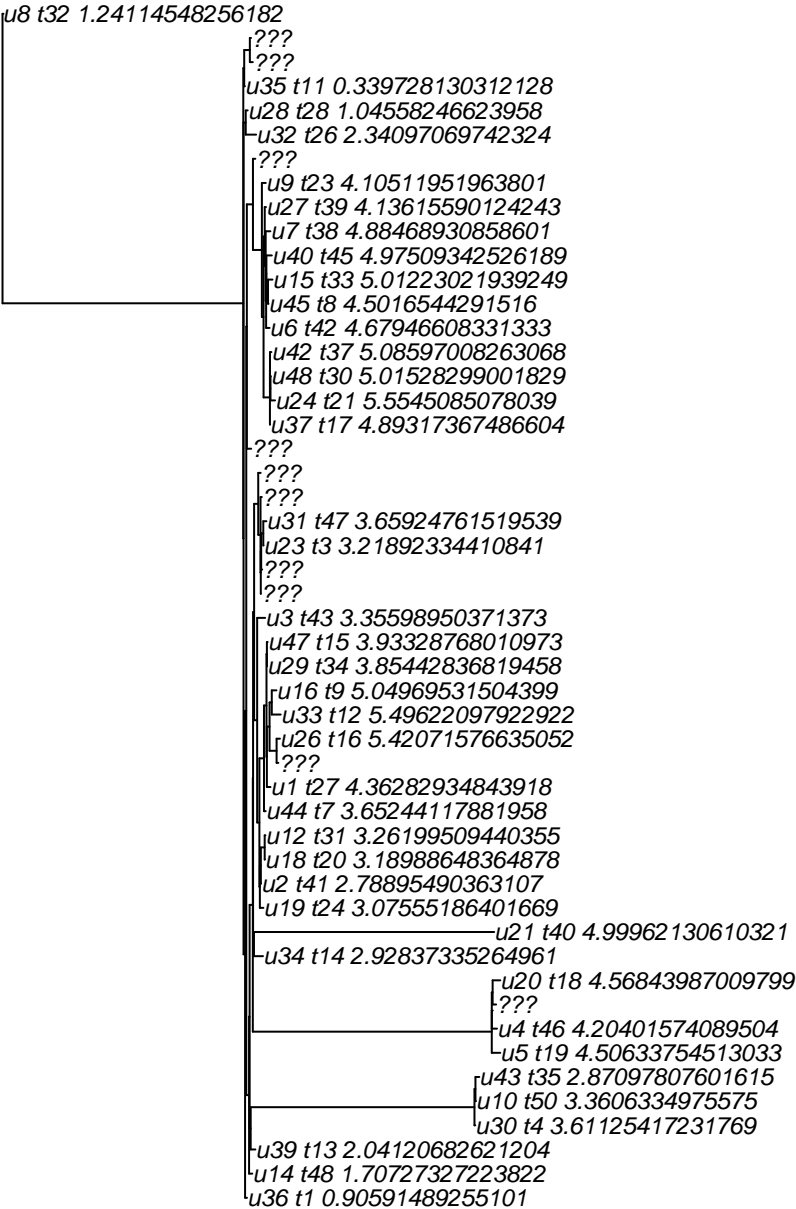 u8 t32 1.24114548256182
???
???
u35 t11 0.339728130312128
u28 t28 1.04558246623958
u32 t26 2.34097069742324
???
u9 t23 4.10511951963801
u27 t39 4.13615590124243
u7 t38 4.88468930858601
u40 t45 4.97509342526189
u15 t33 5.01223021939249
u45 t8 4.5016544291516
u6 t42 4.67946608331333
u42 t37 5.08597008263068
u48 t30 5.01528299001829
u24 t21 5.5545085078039
u37 t17 4.89317367486604
???
???
???
u31 t47 3.65924761519539
u23 t3 3.21892334410841
???
???
u3 t43 3.35598950371373
u47 t15 3.93328768010973
u29 t34 3.85442836819458
u16 t9 5.04969531504399
u33 t12 5.49622097922922
u26 t16 5.42071576635052
???
u1 t27 4.36282934843918
u44 t7 3.65244117881958
u12 t31 3.26199509440355
u18 t20 3.18988648364878
u2 t41 2.78895490363107
u19 t24 3.07555186401669
u21 t40 4.99962130610321
u34 t14 2.92837335264961
u20 t18 4.56843987009799
???
u4 t46 4.20401574089504
u5 t19 4.50633754513033
u43 t35 2.87097807601615
u10 t50 3.3606334975575
u30 t4 3.61125417231769
u39 t13 2.04120682621204
u14 t48 1.70727327223822
u36 t1 0.90591489255101